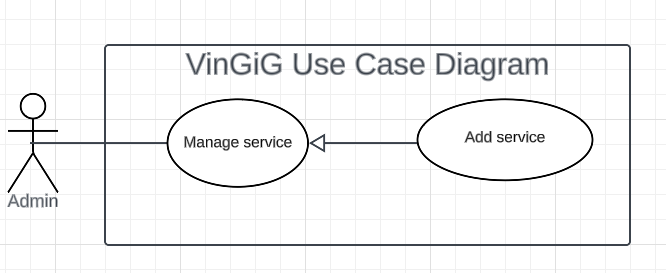 VinGiG Use Case Diagram
Manage service
Add service
Admin